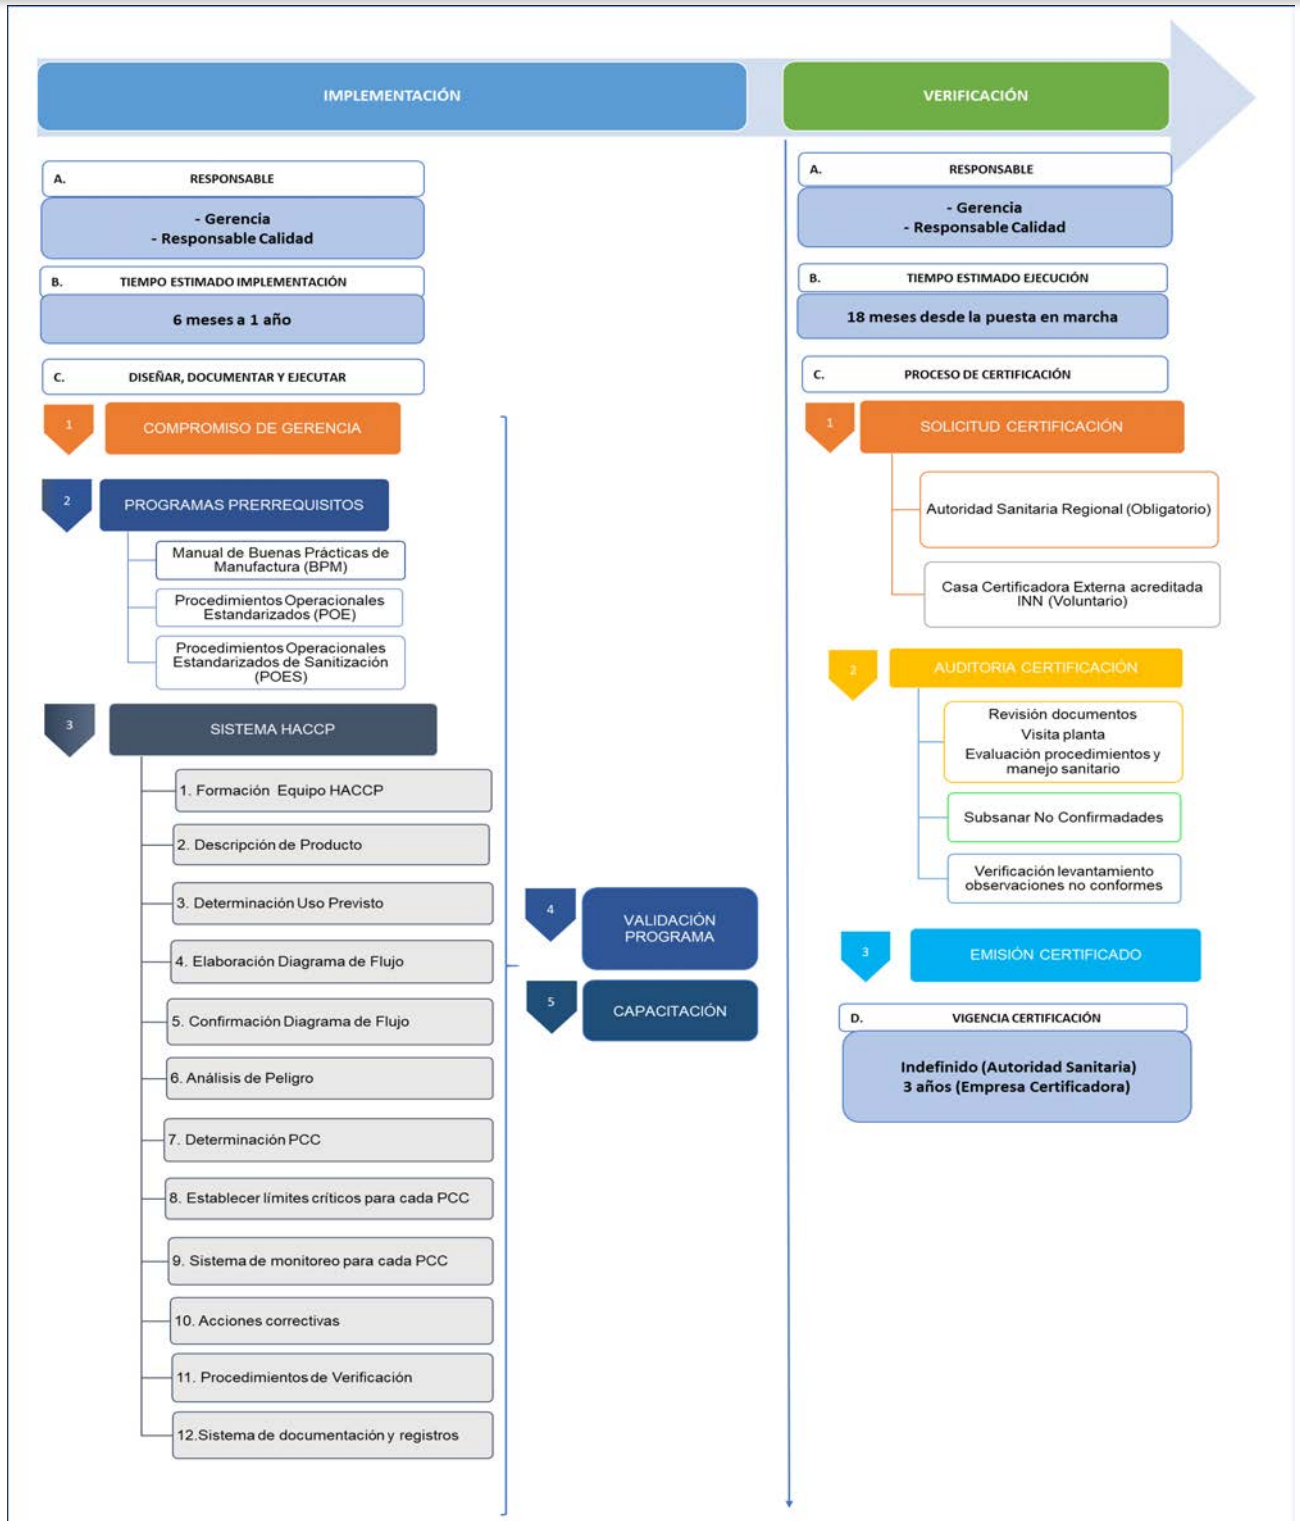 IMPLEMENTACIÓN
A. RESPONSABLE
- Gerencia
- Responsable Calidad
B. TIEMPO ESTIMADO IMPLEMENTACIÓN
6 meses a 1 año
C. DISEÑAR, DOCUMENTAR Y EJECUTAR
1
COMPROMISO DE GERENCIA
2
PROGRAMAS PRERREQUISITOS
Manual de Buenas Prácticas de
Manufactura (BPM)
Procedimientos Operacionales
Estandarizados (POE)
Procedimientos Operacionales
Estandarizados de Sanitización
(POES)
3
SISTEMA HACCP
1. Formación Equipo HACCP
2. Descripción de Producto
3. Determinación Uso Previsto
4. Elaboración Diagrama de Flujo
5. Confirmación Diagrama de Flujo
6. Análisis de Peligro
7. Determinación PCC
8. Establecer límites críticos para cada PCC
9. Sistema de monitoreo para cada PCC
10. Acciones correctivas
11. Procedimientos de Verificación
12.Sistema de documentación y registros
4
VALIDACIÓN
PROGRAMA
5
CAPACITACIÓN
VERIFICACIÓN
A. RESPONSABLE
- Gerencia
- Responsable Calidad
B. TIEMPO ESTIMADO EJECUCIÓN
18 meses desde la puesta en marcha
C. PROCESO DE CERTIFICACIÓN
1
SOLICITUD CERTIFICACIÓN
Autoridad Sanitaria Regional (Obligatorio)
Casa Certificadora Externa acreditada
INN (Voluntario)
2
AUDITORIA CERTIFICACIÓN
Revisión documentos
Visita planta
Evaluación procedimientos y
manejo sanitario
Subsanar No Confirmadades
Verificación levantamiento
observaciones no conformes
3
EMISIÓN CERTIFICADO
D. VIGENCIA CERTIFICACIÓN
Indefinido (Autoridad Sanitaria)
3 años (Empresa Certificadora)